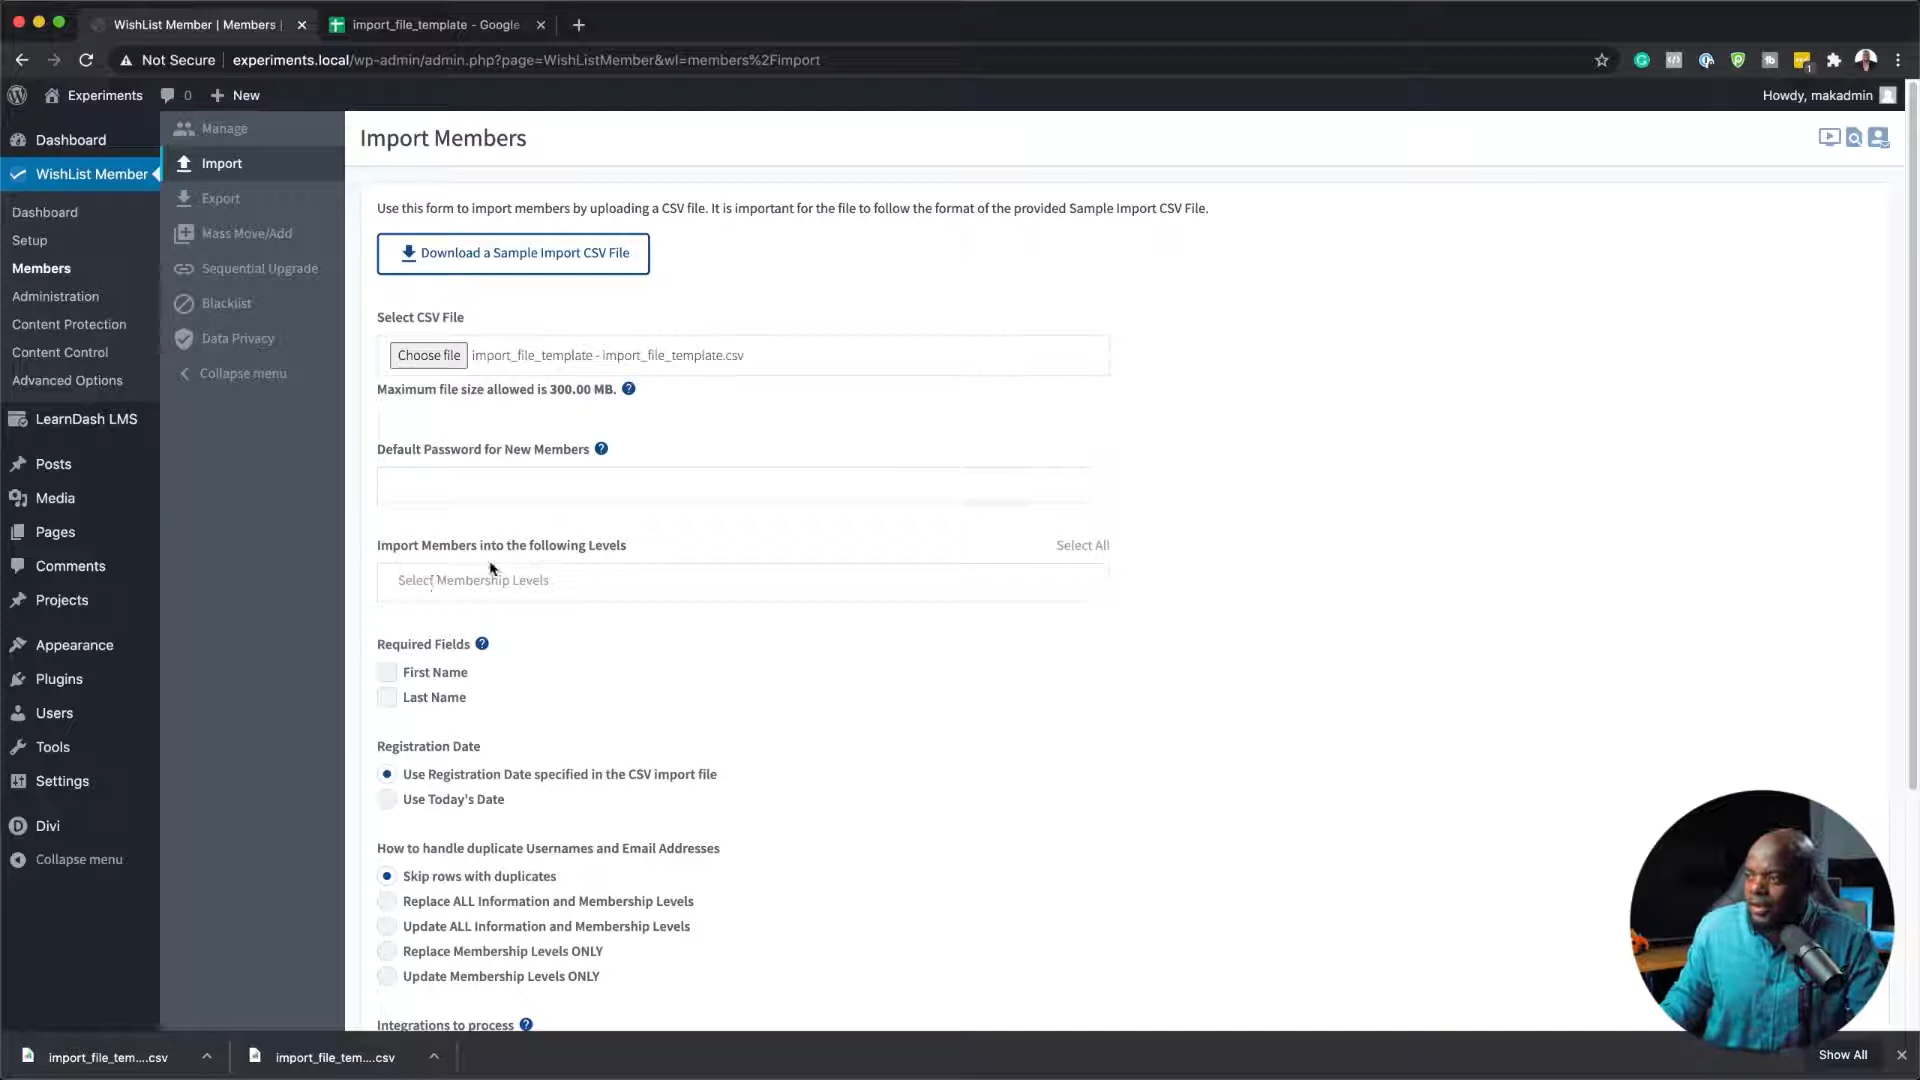 WishList Member | Members |
import_file_template - Google
Not Secure
experiments.local/wp-admin/admin.php?page=WishListMember&wl=members%2Fimport
1
Experiments
0
New
Howdy, makadmin
Dashboard
WishList Member
Dashboard
Setup
Members
Administration
Content Protection
Content Control
Advanced Options
LearnDash LMS
Posts
Media
Pages
Comments
Projects
Appearance
Plugins
Users
Tools
Settings
Divi
Collapse menu
Manage
Import
Export
Mass Move/Add
Sequential Upgrade
Blacklist
Data Privacy
Collapse menu
Import Members
Use this form to import members by uploading a CSV file. It is important for the file to follow the format of the provided Sample Import CSV File.
Download a Sample Import CSV File
Select CSV File
Choose file import_file_template - import_file_template.csv
Maximum file size allowed is 300.00 MB. ?
Default Password for New Members ?
Import Members into the following Levels
Select All
Select Membership Levels
Required Fields ?
First Name
Last Name
Registration Date
Use Registration Date specified in the CSV import file
Use Today's Date
How to handle duplicate Usernames and Email Addresses
Skip rows with duplicates
Replace ALL Information and Membership Levels
Update ALL Information and Membership Levels
Replace Membership Levels ONLY
Update Membership Levels ONLY
Integrations to process ?
import_file_tem....csv
import_file_tem....csv
Show All